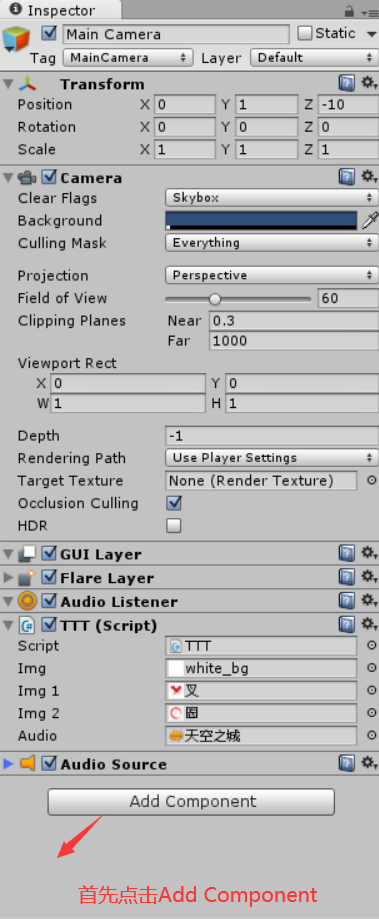 Inspector
Main Camera Static
Tag MainCamera Layer Default
Transform
Position X 0 Y 1 Z -10
Rotation X 0 Y 0 Z 0
Scale X 1 Y 1 Z 1
Camera
Clear Flags Skybox
Background
Culling Mask Everything
Projection Perspective
Field of View 60
Clipping Planes Near 0.3
Far 1000
Viewport Rect
X 0 Y 0
W 1 H 1
Depth -1
Rendering Path Use Player Settings
Target Texture None (Render Texture)
Occlusion Culling
HDR
GUI Layer
Flare Layer
Audio Listener
TTT (Script)
Script TTT
Img white_bg
Img 1 叉
Img 2 圈
Audio 天空之城
Audio Source
Add Component
首先点击Add Component